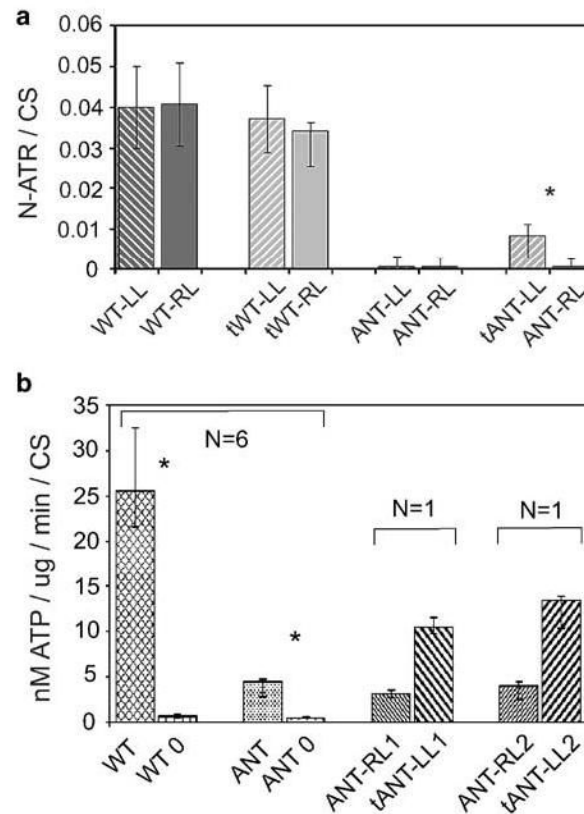 a
N-ATR / CS
0.06
0.05
0.04
0.03
0.02
0.01
0
*
WT-LL
WT-RL
tWT-LL
tWT-RL
ANT-LL
ANT-RL
tANT-LL
ANT-RL
b
nM ATP / ug / min / CS
35
30
25
20
15
10
5
0
N=6
N=1
N=1
*
*
WT
WT 0
ANT
ANT 0
ANT-RL1
tANT-LL1
ANT-RL2
tANT-LL2